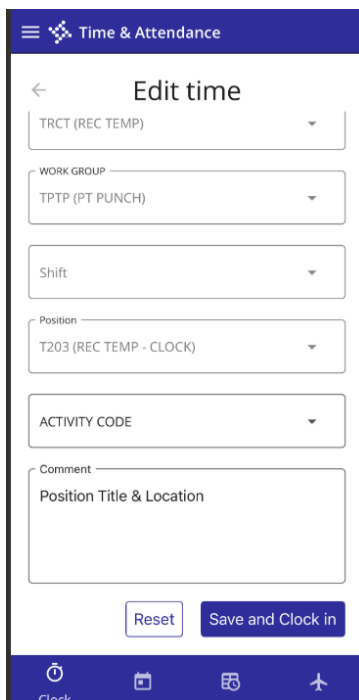 Time & Attendance
Edit time
TRCT (REC TEMP)
WORK GROUP
TPTP (PT PUNCH)
Shift
Position
T203 (REC TEMP - CLOCK)
ACTIVITY CODE
Comment
Position Title & Location
Reset
Save and Clock in
Clock